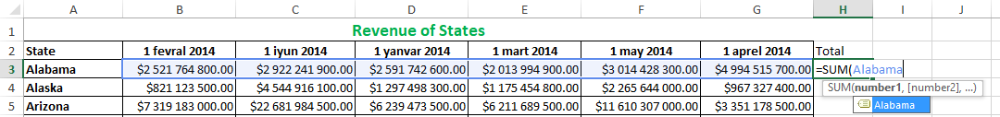 A B C D E F G H I J
1 Revenue of States
2 State 1 fevral 2014 1 iyun 2014 1 yanvar 2014 1 mart 2014 1 may 2014 1 aprel 2014 Total
3 Alabama $2 521 764 800.00 $2 922 241 900.00 $2 591 742 600.00 $2 013 994 900.00 $3 014 428 300.00 $4 994 515 700.00 =SUM(Alabama
4 Alaska $821 123 500.00 $4 544 916 100.00 $1 297 498 300.00 $1 175 454 800.00 $2 265 644 000.00 $967 327 400.00 SUM(number1, [number2], ...)
5 Arizona $7 319 183 000.00 $22 681 984 500.00 $6 239 473 500.00 $6 211 689 500.00 $11 610 307 000.00 $3 351 178 500.00 Alabama